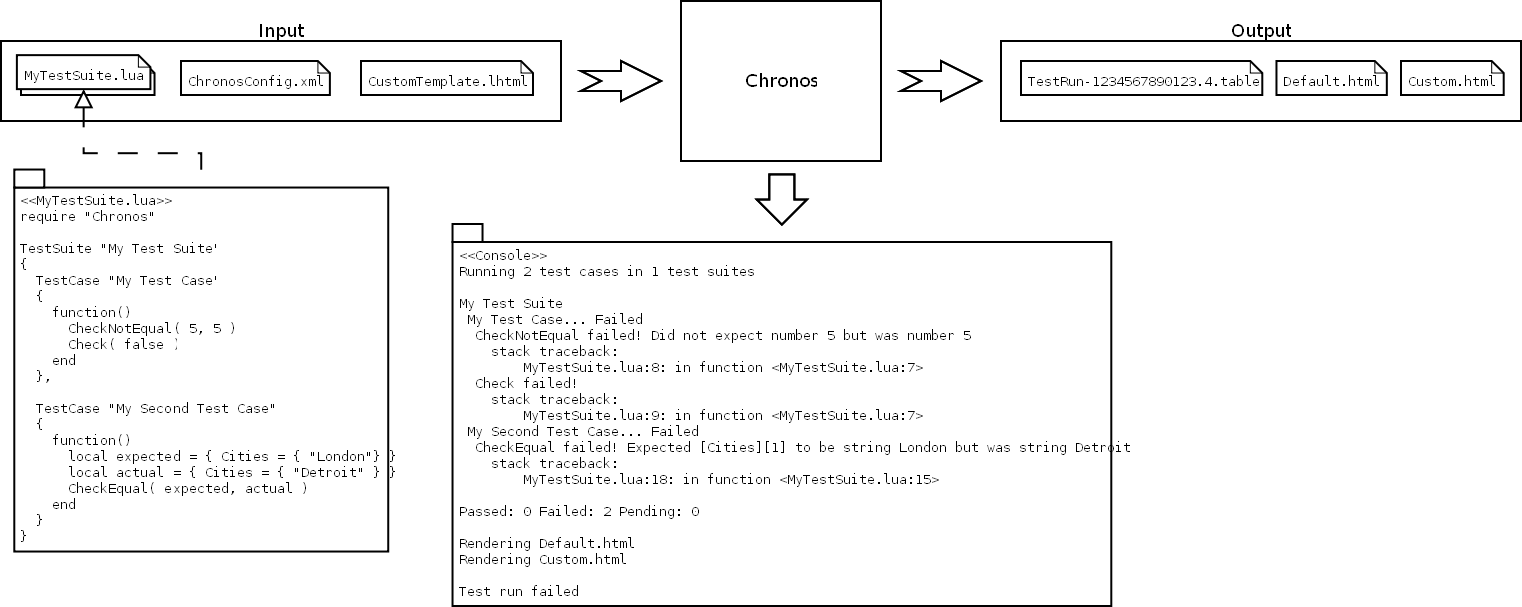 Input
Output
MyTestSuite.lua
ChronosConfig.xml
CustomTemplate.lhtml
Chronos
TestRun-1234567890123.4.table
Default.html
Custom.html
<<MyTestSuite.lua>>
require "Chronos"
TestSuite "My Test Suite'
{
  TestCase "My Test Case'
  {
    function()
      CheckNotEqual( 5, 5 )
      Check( false )
    end
  },
  TestCase "My Second Test Case"
  {
    function()
      local expected = { Cities = { "London"} }
      local actual = { Cities = { "Detroit" } }
      CheckEqual( expected, actual )
    end
  }
}
<<Console>>
Running 2 test cases in 1 test suites
My Test Suite
 My Test Case... Failed
  CheckNotEqual failed! Did not expect number 5 but was number 5
    stack traceback:
        MyTestSuite.lua:8: in function <MyTestSuite.lua:7>
  Check failed!
    stack traceback:
        MyTestSuite.lua:9: in function <MyTestSuite.lua:7>
 My Second Test Case... Failed
  CheckEqual failed! Expected [Cities][1] to be string London but was string Detroit
    stack traceback:
        MyTestSuite.lua:18: in function <MyTestSuite.lua:15>
Passed: 0 Failed: 2 Pending: 0
Rendering Default.html
Rendering Custom.html
Test run failed